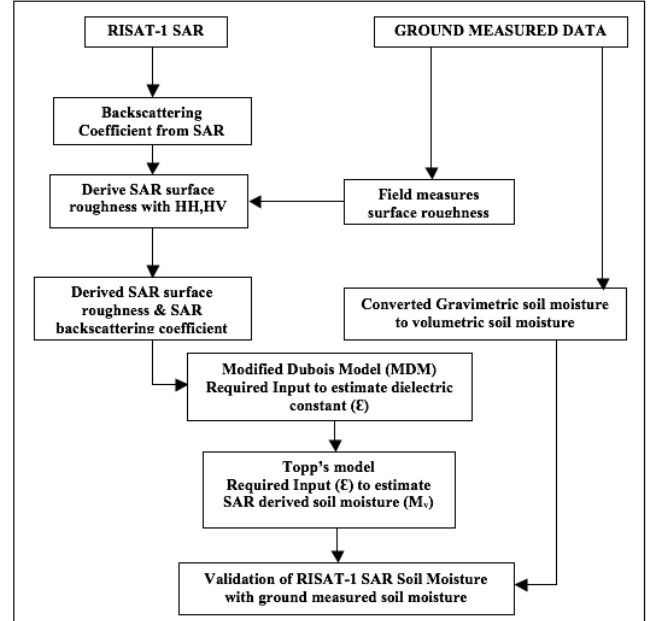 RISAT-1 SAR
GROUND MEASURED DATA
Backscattering
Coefficient from SAR
Derive SAR surface
roughness with HH,HV
Field measures
surface roughness
Derived SAR surface
roughness & SAR
backscattering coefficient
Converted Gravimetric soil moisture
to volumetric soil moisture
Modified Dubois Model (MDM)
Required Input to estimate dielectric
constant (Ɛ)
Topp's model
Required Input (Ɛ) to estimate
SAR derived soil moisture (Mᵥ)
Validation of RISAT-1 SAR Soil Moisture
with ground measured soil moisture